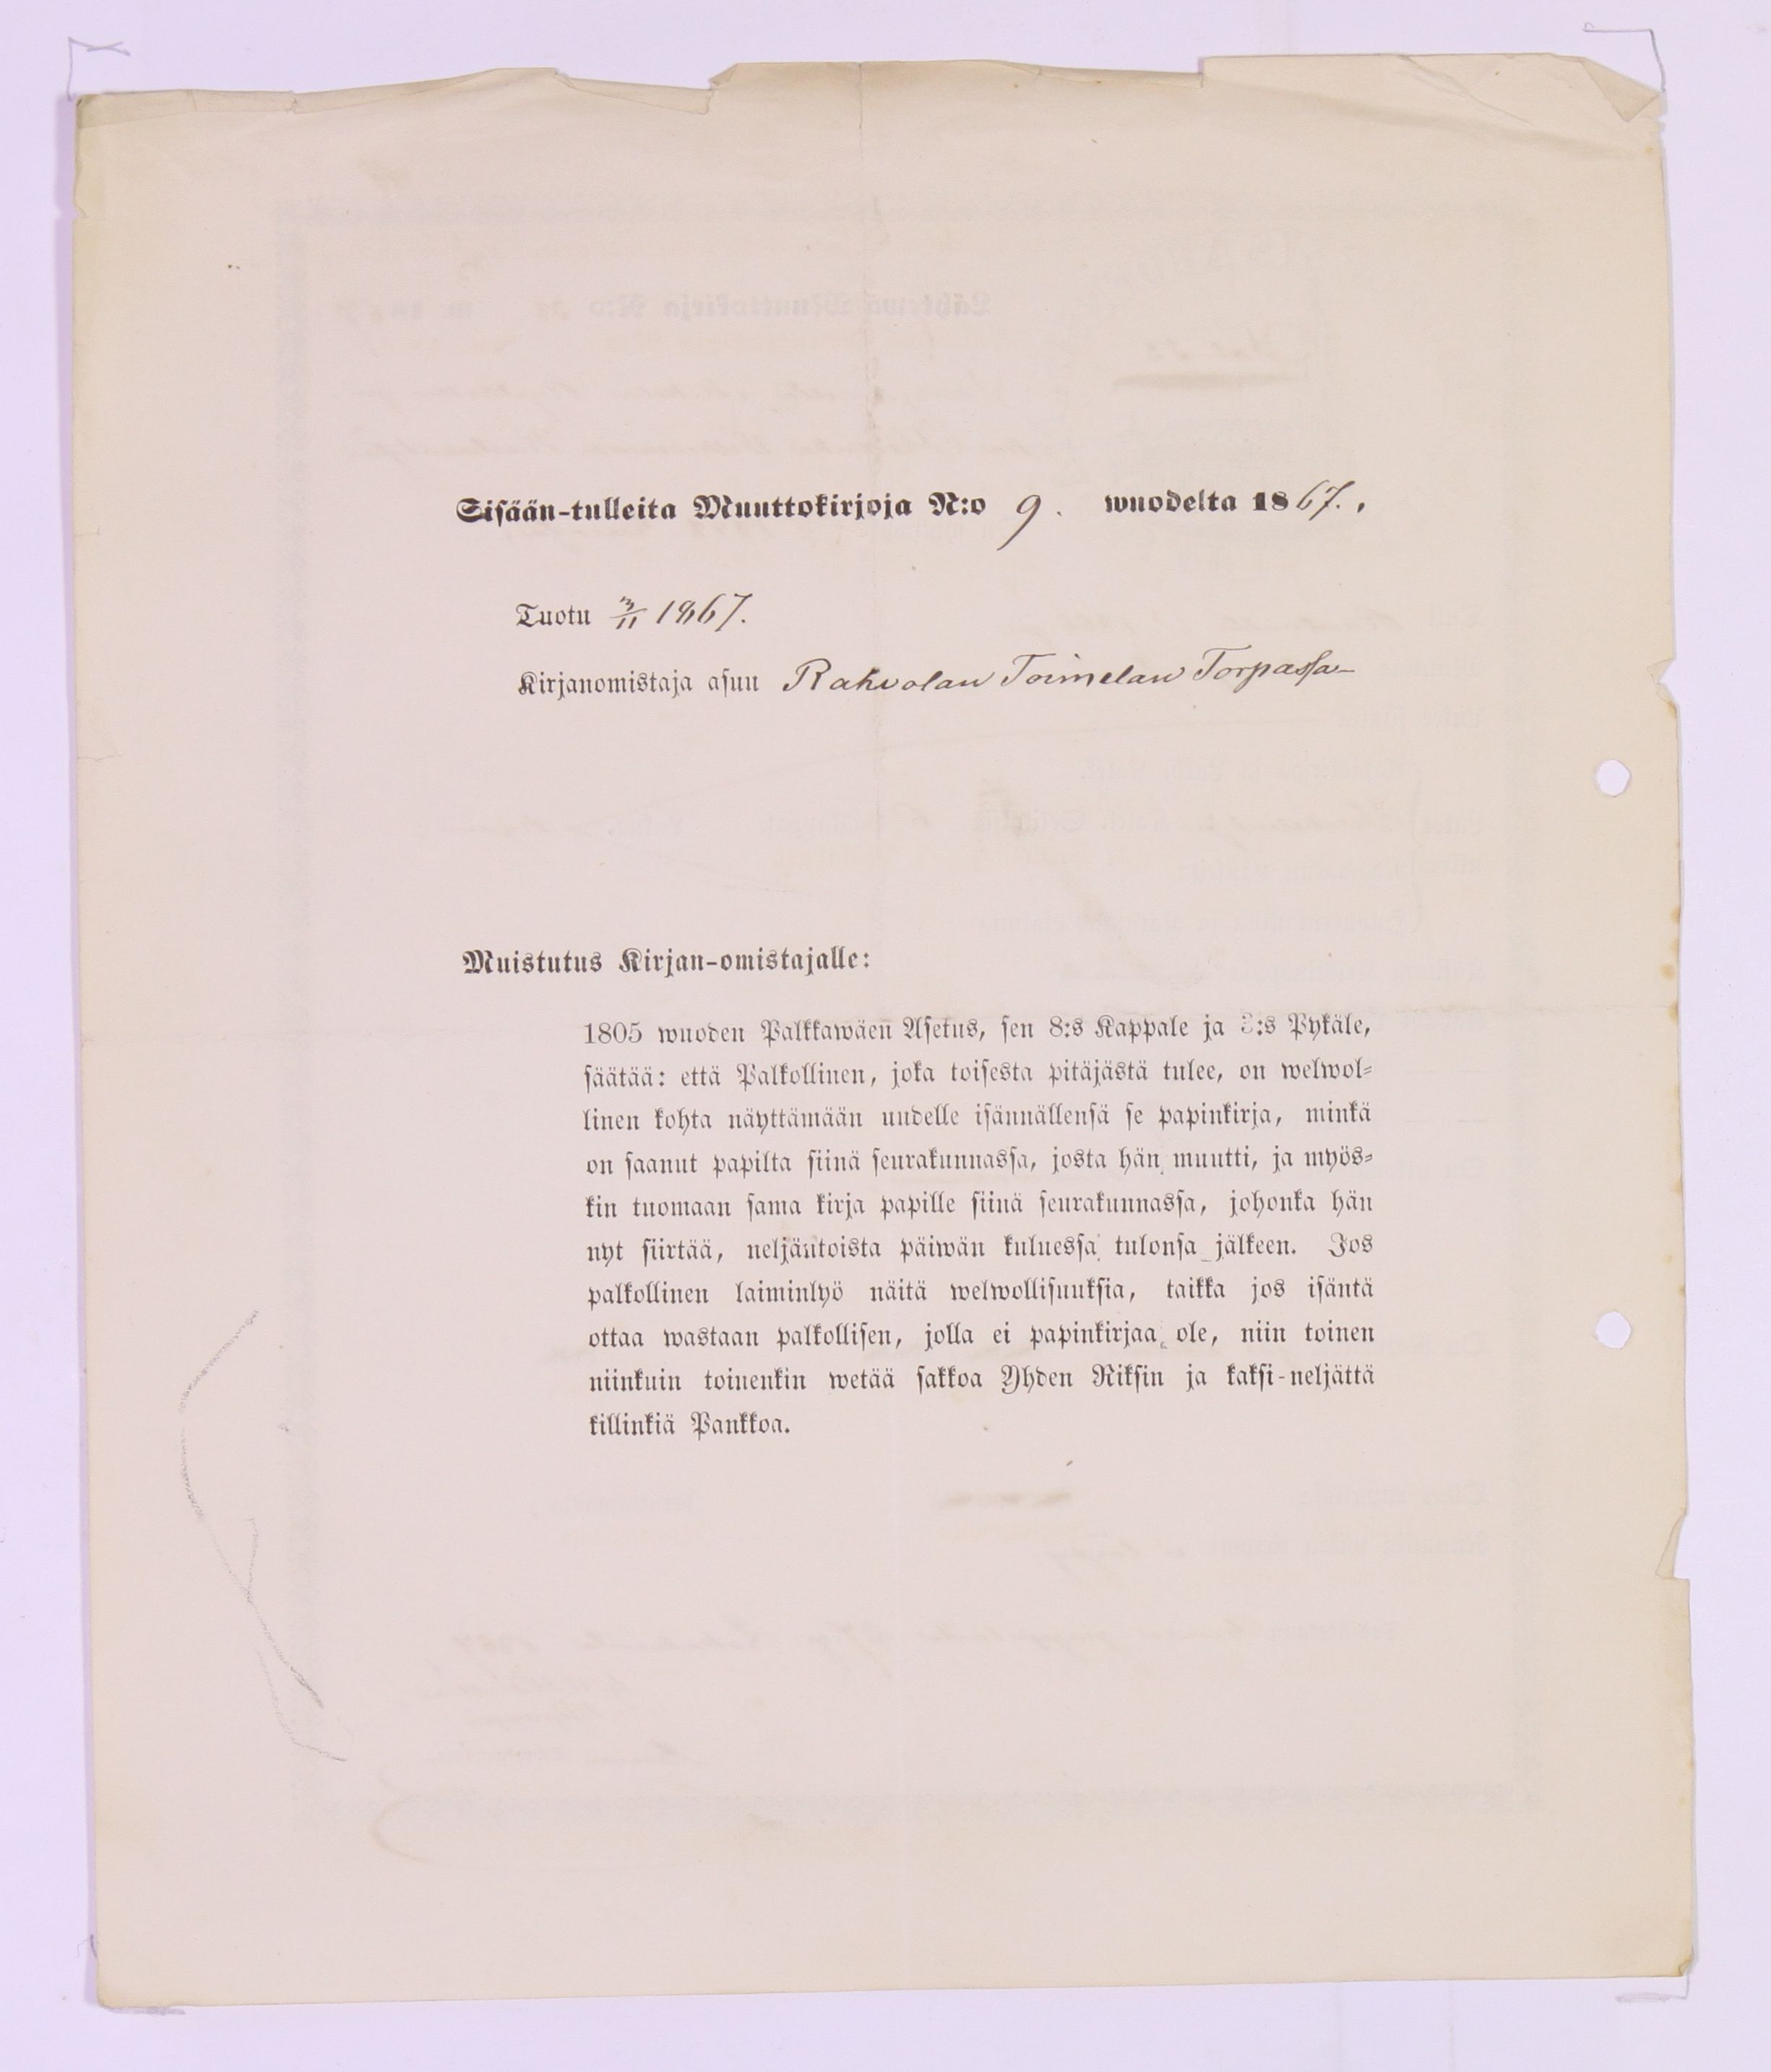 Sisään-tulleita Muuttokirjoja N:o 9. wuodelta 1867.,
Tuotu 3/11 1867.
Kirjanomistaja asuu Rahvolan Toimelan Torpassa
Muistutus Kirjan-omistajalle:
1805 wuoden Palkkawäen Asetus, sen 8:s Kappale ja 3:s Pykäle,
säätää: että Palkollinen, joka toisesta pitäjästä tulee, on welwol-
linen kohta näyttämään uudelle isännällensä se papinkirja, minkä
on saanut papilta siinä seurakunnassa, josta hän muutti, ja myös-
kin tuomaan sama kirja papille siinä seurakunnassa, johonka hän
nyt siirtää, neljäntoista päiwän kuluessa tulonsa jälkeen. Jos
palkollinen laiminlyö näitä welwollisuuksia, taikka jos isäntä
ottaa wastaan palkollisen, jolla ei papinkirjaa ole, niin toinen
niinkuin toinenkin wetää sakkoa Yhden Riksin ja kaksi-neljättä
killinkiä Pankkoa.